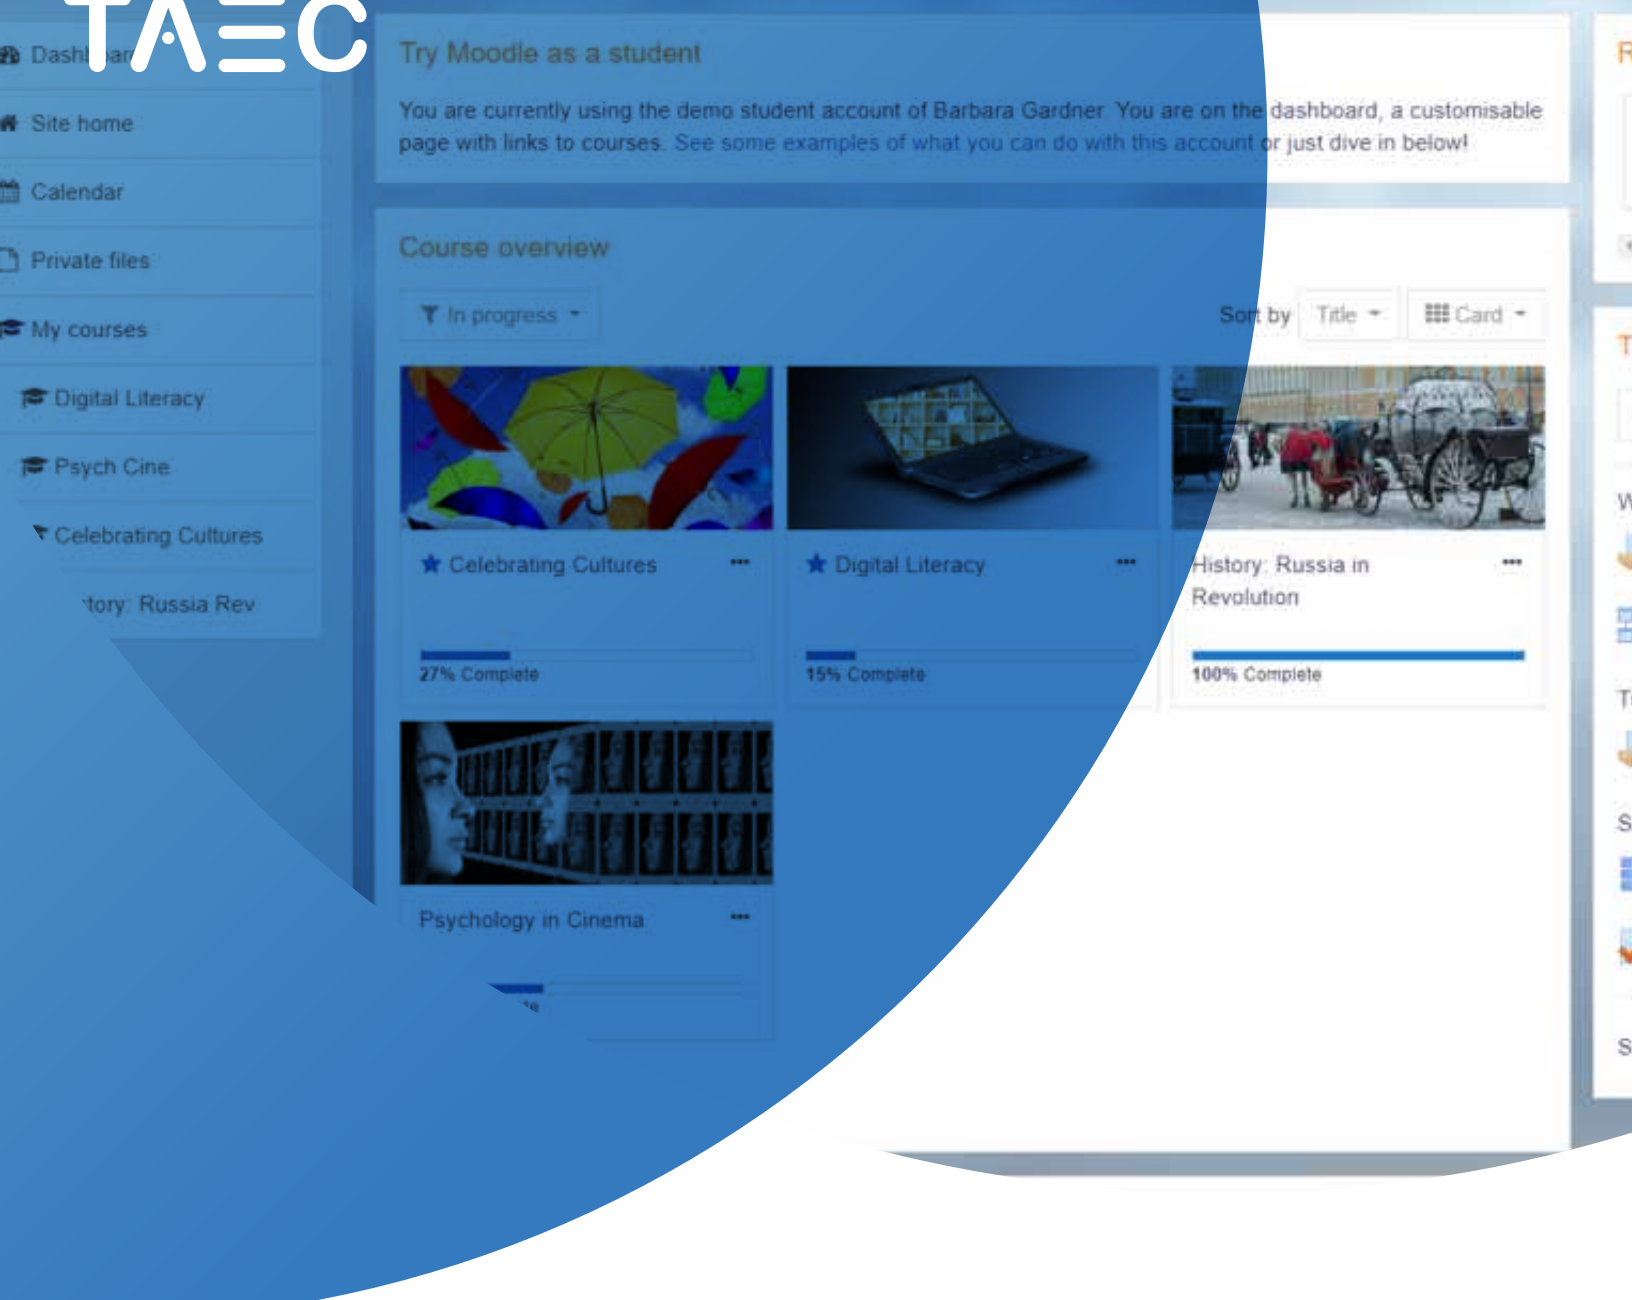 TAEC
Dashboard
Site home
Calendar
Private files
My courses
Digital Literacy
Psych Cine
Celebrating Cultures
tory: Russia Rev
Try Moodle as a student
You are currently using the demo student account of Barbara Gardner. You are on the dashboard, a customisable
page with links to courses. See some examples of what you can do with this account or just dive in below!
Course overview
In progress
Sort by Title Card
Celebrating Cultures
27% Complete
Digital Literacy
15% Complete
History: Russia in
Revolution
100% Complete
Psychology in Cinema